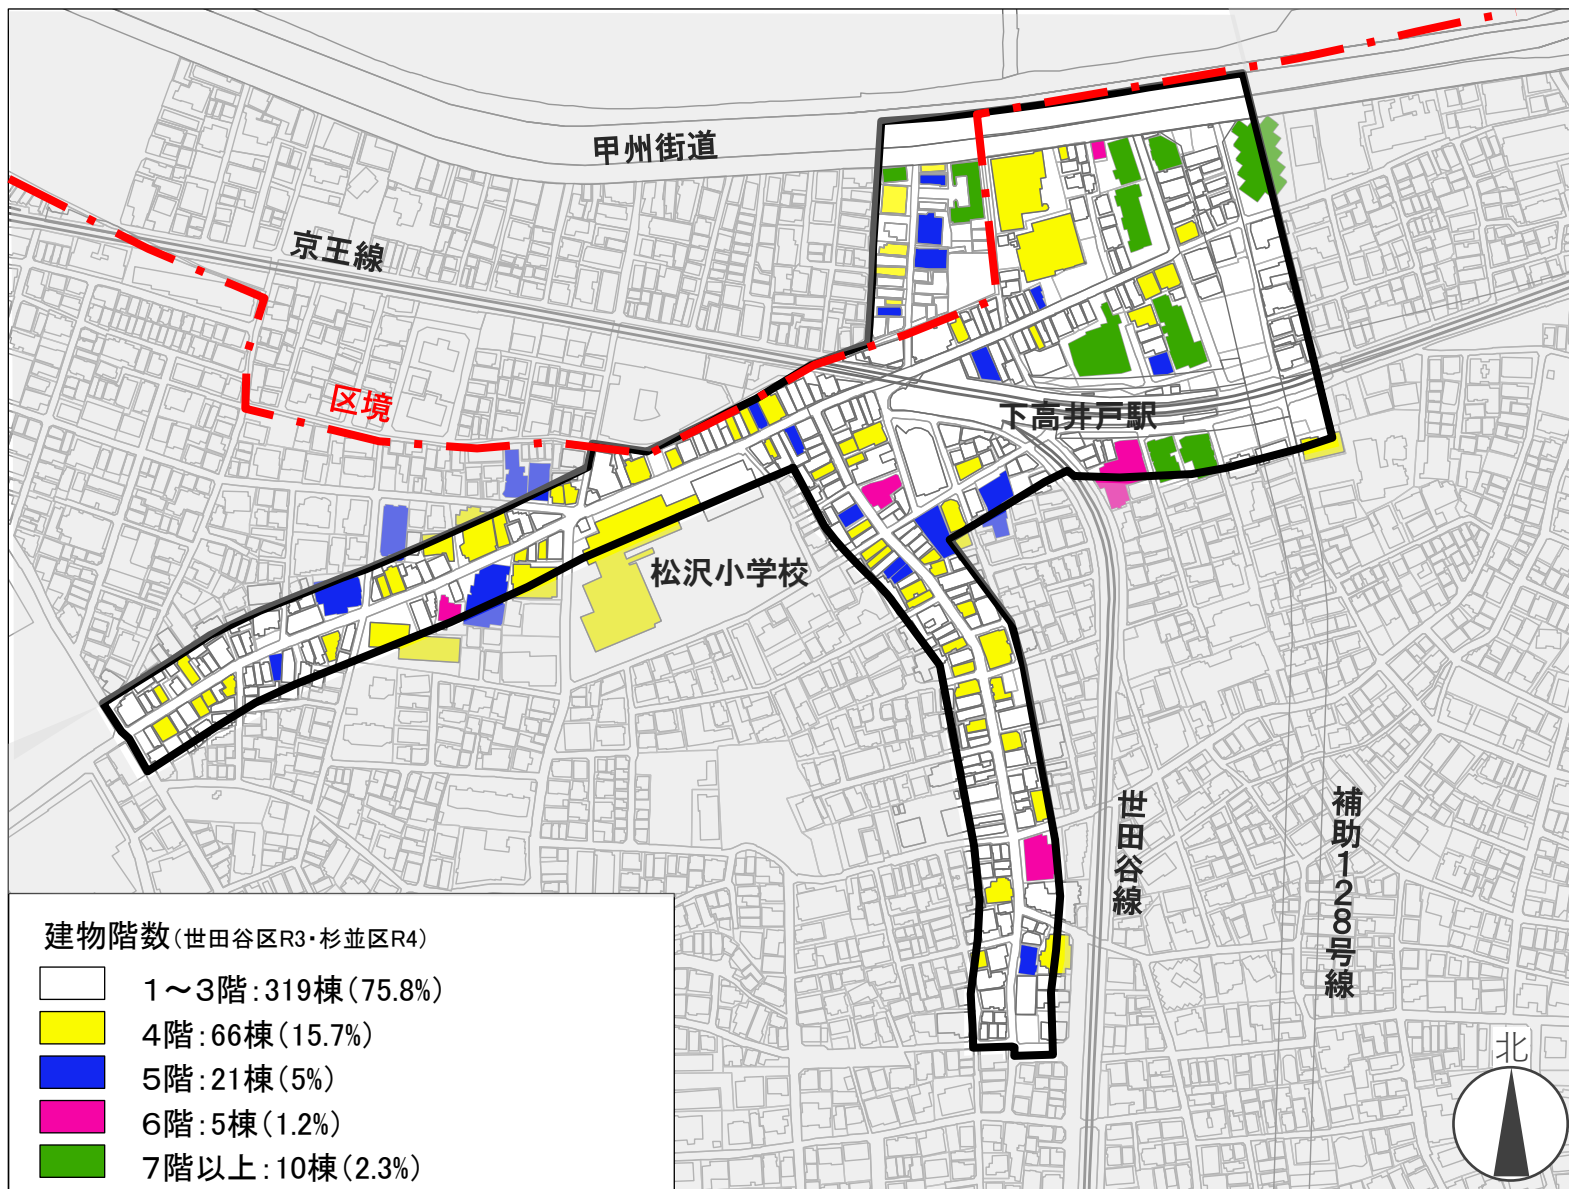 甲州街道
京王線
区境
下高井戸駅
松沢小学校
世田谷線
補助128号線
建物階数(世田谷区R3・杉並区R4)
1～3階:319棟(75.8%)
4階:66棟(15.7%)
5階:21棟(5%)
6階:5棟(1.2%)
7階以上:10棟(2.3%)
北